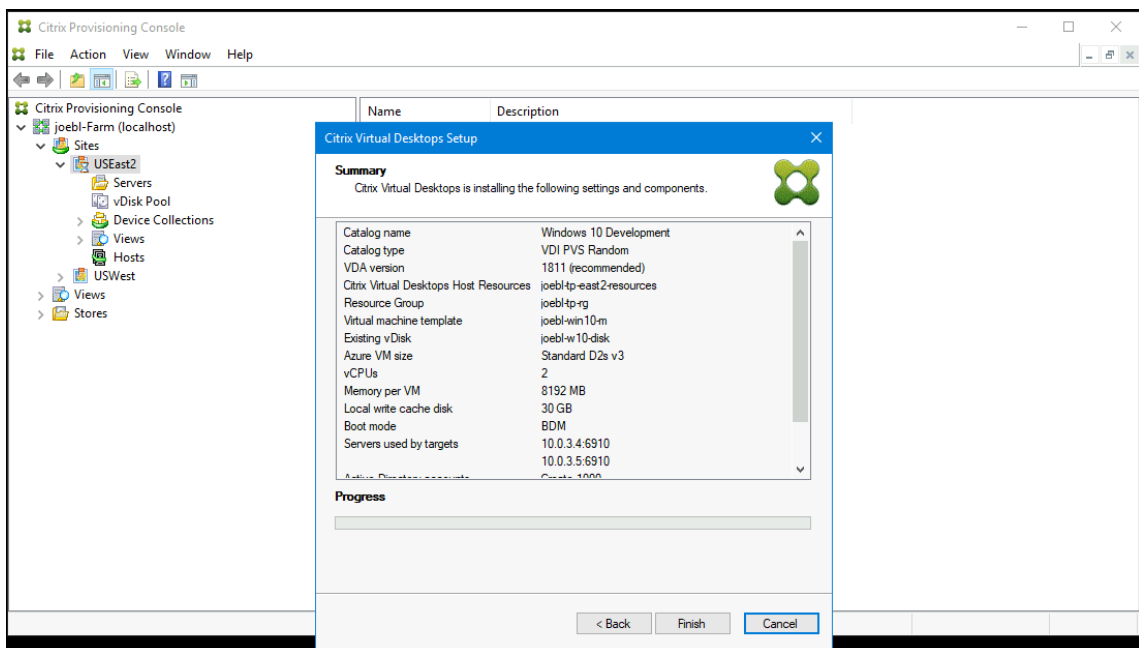 Citrix Provisioning Console
File Action View Window Help
Citrix Provisioning Console
joebl-Farm (localhost)
Sites
USEast2
Servers
vDisk Pool
Device Collections
Views
Hosts
USWest
Views
Stores
Name Description
Citrix Virtual Desktops Setup
Summary
Citrix Virtual Desktops is installing the following settings and components.
Catalog name Windows 10 Development
Catalog type VDI PVS Random
VDA version 1811 (recommended)
Citrix Virtual Desktops Host Resources joebl-tp-east2-resources
Resource Group joebl-tp-rg
Virtual machine template joebl-win10-m
Existing vDisk joebl-w10-disk
Azure VM size Standard D2s v3
vCPUs 2
Memory per VM 8192 MB
Local write cache disk 30 GB
Boot mode BDM
Servers used by targets 10.0.3.4:6910
10.0.3.5:6910
Active Directory accounts Create 1000
Progress
< Back Finish Cancel